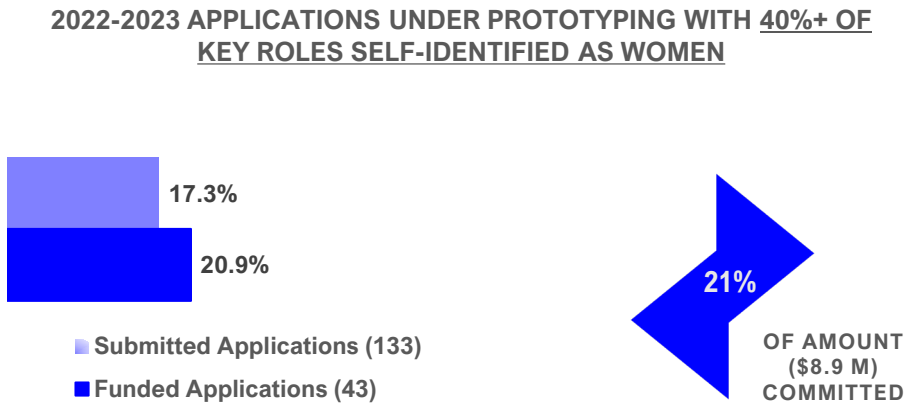 2022-2023 APPLICATIONS UNDER PROTOTYPING WITH 40%+ OF
KEY ROLES SELF-IDENTIFIED AS WOMEN
17.3%
20.9%
Submitted Applications (133)
Funded Applications (43)
21%
OF AMOUNT
($8.9 M)
COMMITTED